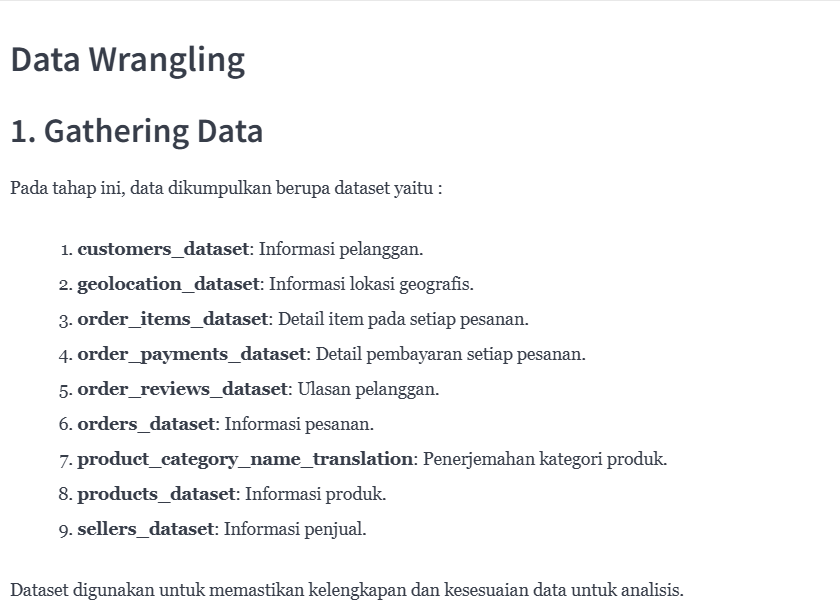 Data Wrangling
1. Gathering Data
Pada tahap ini, data dikumpulkan berupa dataset yaitu :
1. customers_dataset: Informasi pelanggan.
2. geolocation_dataset: Informasi lokasi geografis.
3. order_items_dataset: Detail item pada setiap pesanan.
4. order_payments_dataset: Detail pembayaran setiap pesanan.
5. order_reviews_dataset: Ulasan pelanggan.
6. orders_dataset: Informasi pesanan.
7. product_category_name_translation: Penerjemahan kategori produk.
8. products_dataset: Informasi produk.
9. sellers_dataset: Informasi penjual.
Dataset digunakan untuk memastikan kelengkapan dan kesesuaian data untuk analisis.